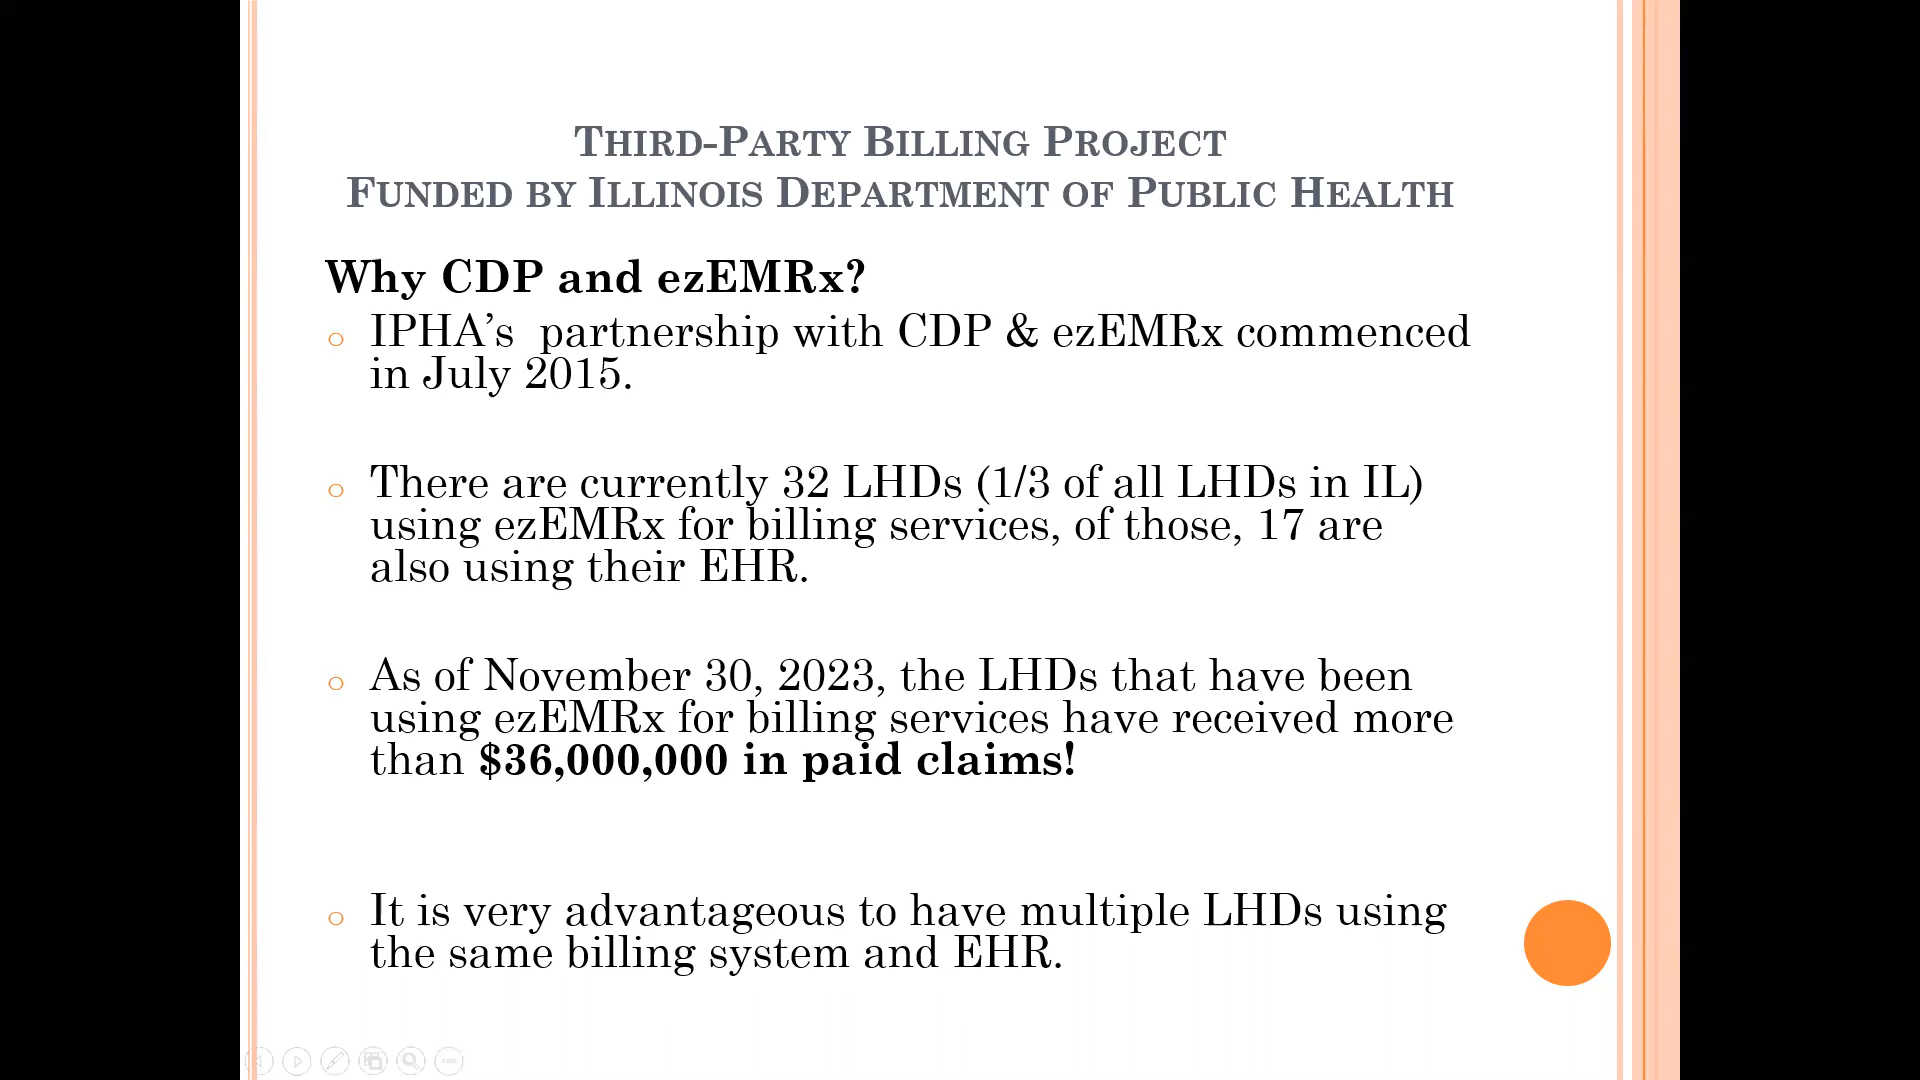 THIRD-PARTY BILLING PROJECT
FUNDED BY ILLINOIS DEPARTMENT OF PUBLIC HEALTH
Why CDP and ezEMRx?
IPHA’s partnership with CDP & ezEMRx commenced
in July 2015.
There are currently 32 LHDs (1/3 of all LHDs in IL)
using ezEMRx for billing services, of those, 17 are
also using their EHR.
As of November 30, 2023, the LHDs that have been
using ezEMRx for billing services have received more
than $36,000,000 in paid claims!
It is very advantageous to have multiple LHDs using
the same billing system and EHR.